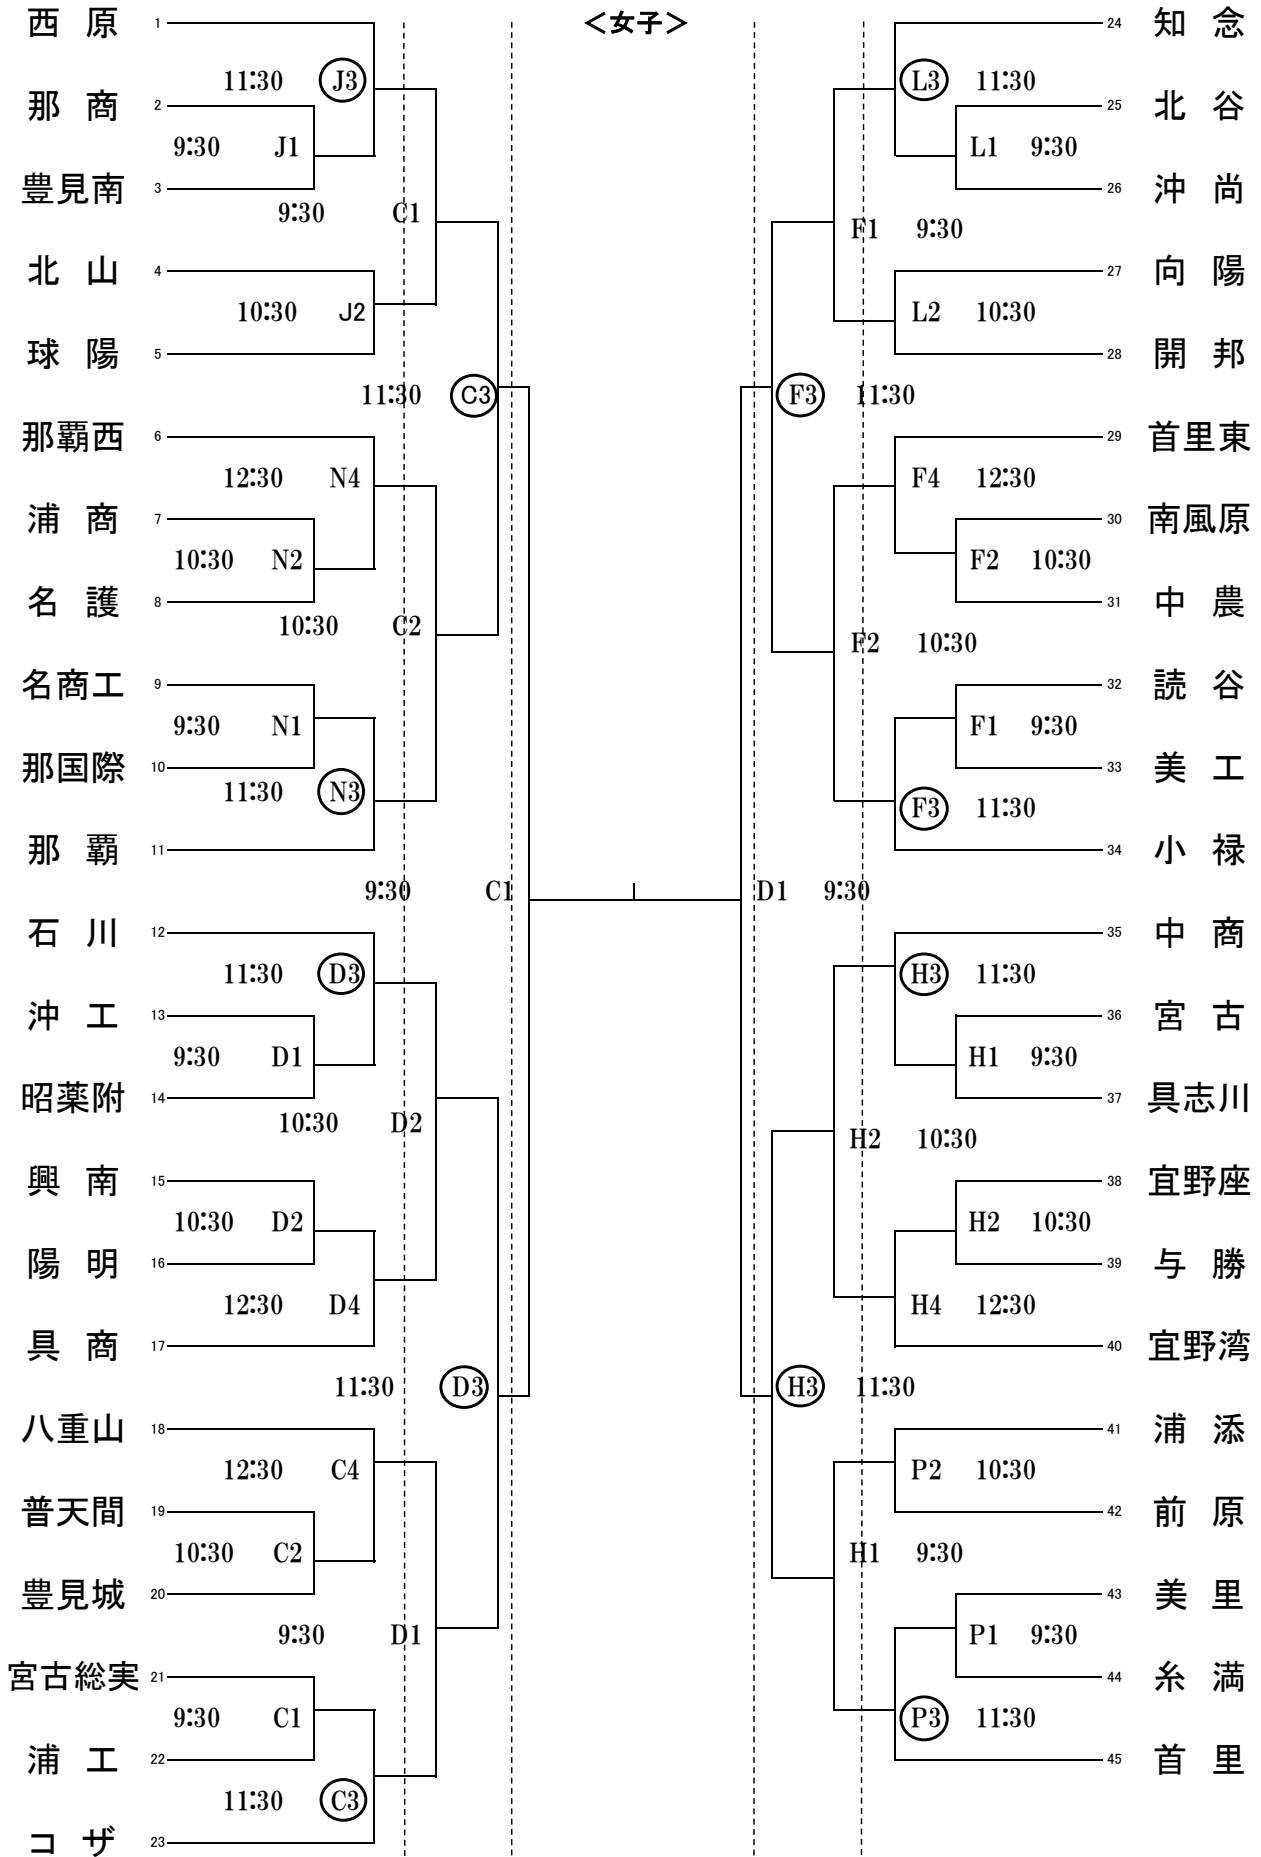 ＜女子＞
西 原 1
11:30 J3
那 商 2
9:30 J1
豊見南 3
9:30 C1
北 山 4
10:30 J2
球 陽 5
11:30 C3
那覇西 6
12:30 N4
浦 商 7
10:30 N2
名 護 8
10:30 C2
名商工 9
9:30 N1
那国際 10
11:30 N3
那 覇 11
9:30 C1
石 川 12
11:30 D3
沖 工 13
9:30 D1
昭薬附 14
10:30 D2
興 南 15
10:30 D2
陽 明 16
12:30 D4
具 商 17
11:30 D3
八重山 18
12:30 C4
普天間 19
10:30 C2
豊見城 20
9:30 D1
宮古総実 21
9:30 C1
浦 工 22
11:30 C3
コ ザ 23
24 知 念
L3 11:30
25 北 谷
L1 9:30
26 沖 尚
F1 9:30
27 向 陽
L2 10:30
28 開 邦
F3 11:30
29 首里東
F4 12:30
30 南風原
F2 10:30
31 中 農
F2 10:30
32 読 谷
F1 9:30
33 美 工
F3 11:30
34 小 禄
D1 9:30
35 中 商
H3 11:30
36 宮 古
H1 9:30
37 具志川
H2 10:30
38 宜野座
H2 10:30
39 与 勝
H4 12:30
40 宜野湾
H3 11:30
41 浦 添
P2 10:30
42 前 原
H1 9:30
43 美 里
P1 9:30
44 糸 満
P3 11:30
45 首 里